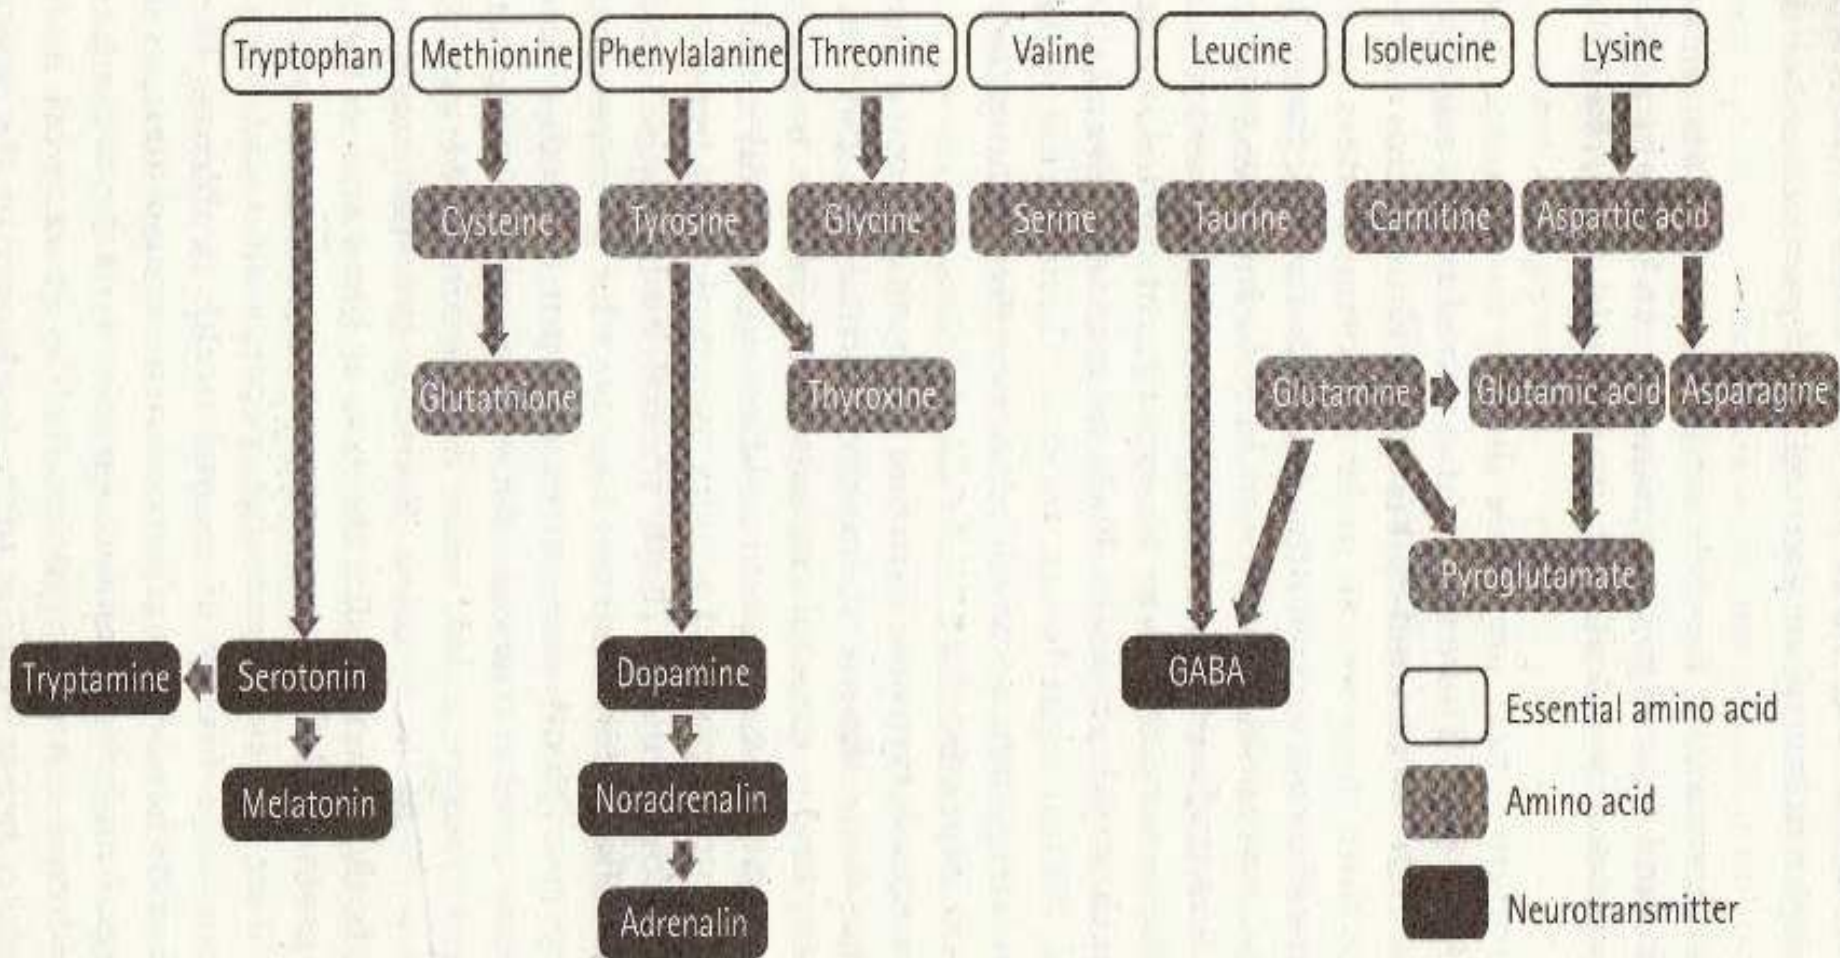 Tryptophan Methionine Phenylalanine Threonine Valine Leucine Isoleucine Lysine
Cysteine Tyrosine Glycine Serine Taurine Carnitine Aspartic acid
Glutathione Thyroxine Glutamine Glutamic acid Asparagine
Pyroglutamate
Tryptamine Serotonin Dopamine GABA
Melatonin Noradrenalin
Adrenalin
Essential amino acid
Amino acid
Neurotransmitter